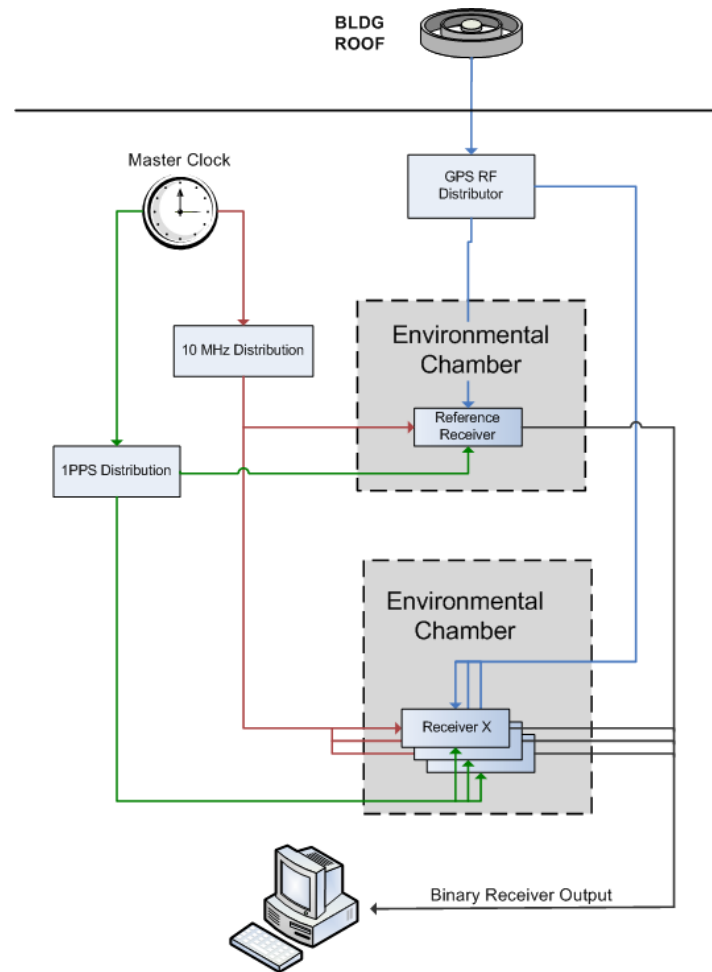 BLDG
ROOF
Master Clock
GPS RF
Distributor
10 MHz Distribution
Environmental
Chamber
Reference
Receiver
1PPS Distribution
Environmental
Chamber
Receiver X
Binary Receiver Output